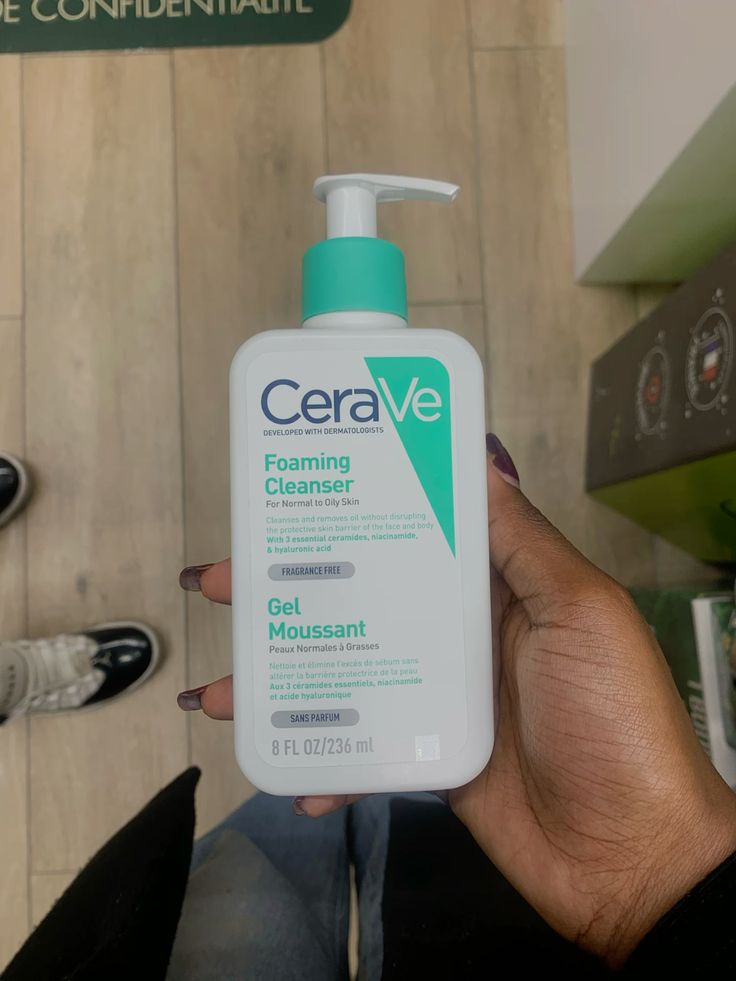 DE CONFIDENTIALITÉ
CeraVe
DEVELOPED WITH DERMATOLOGISTS
Foaming
Cleanser
For Normal to Oily Skin
Cleanses and removes oil without disrupting
the protective skin barrier of the face and body
With 3 essential ceramides, niacinamide,
& hyaluronic acid
FRAGRANCE FREE
Gel
Moussant
Peaux Normales à Grasses
Nettoie et élimine l'excès de sébum sans
altérer la barrière protectrice de la peau
Aux 3 céramides essentiels, niacinamide
et acide hyaluronique
SANS PARFUM
8 FL OZ/236 ml